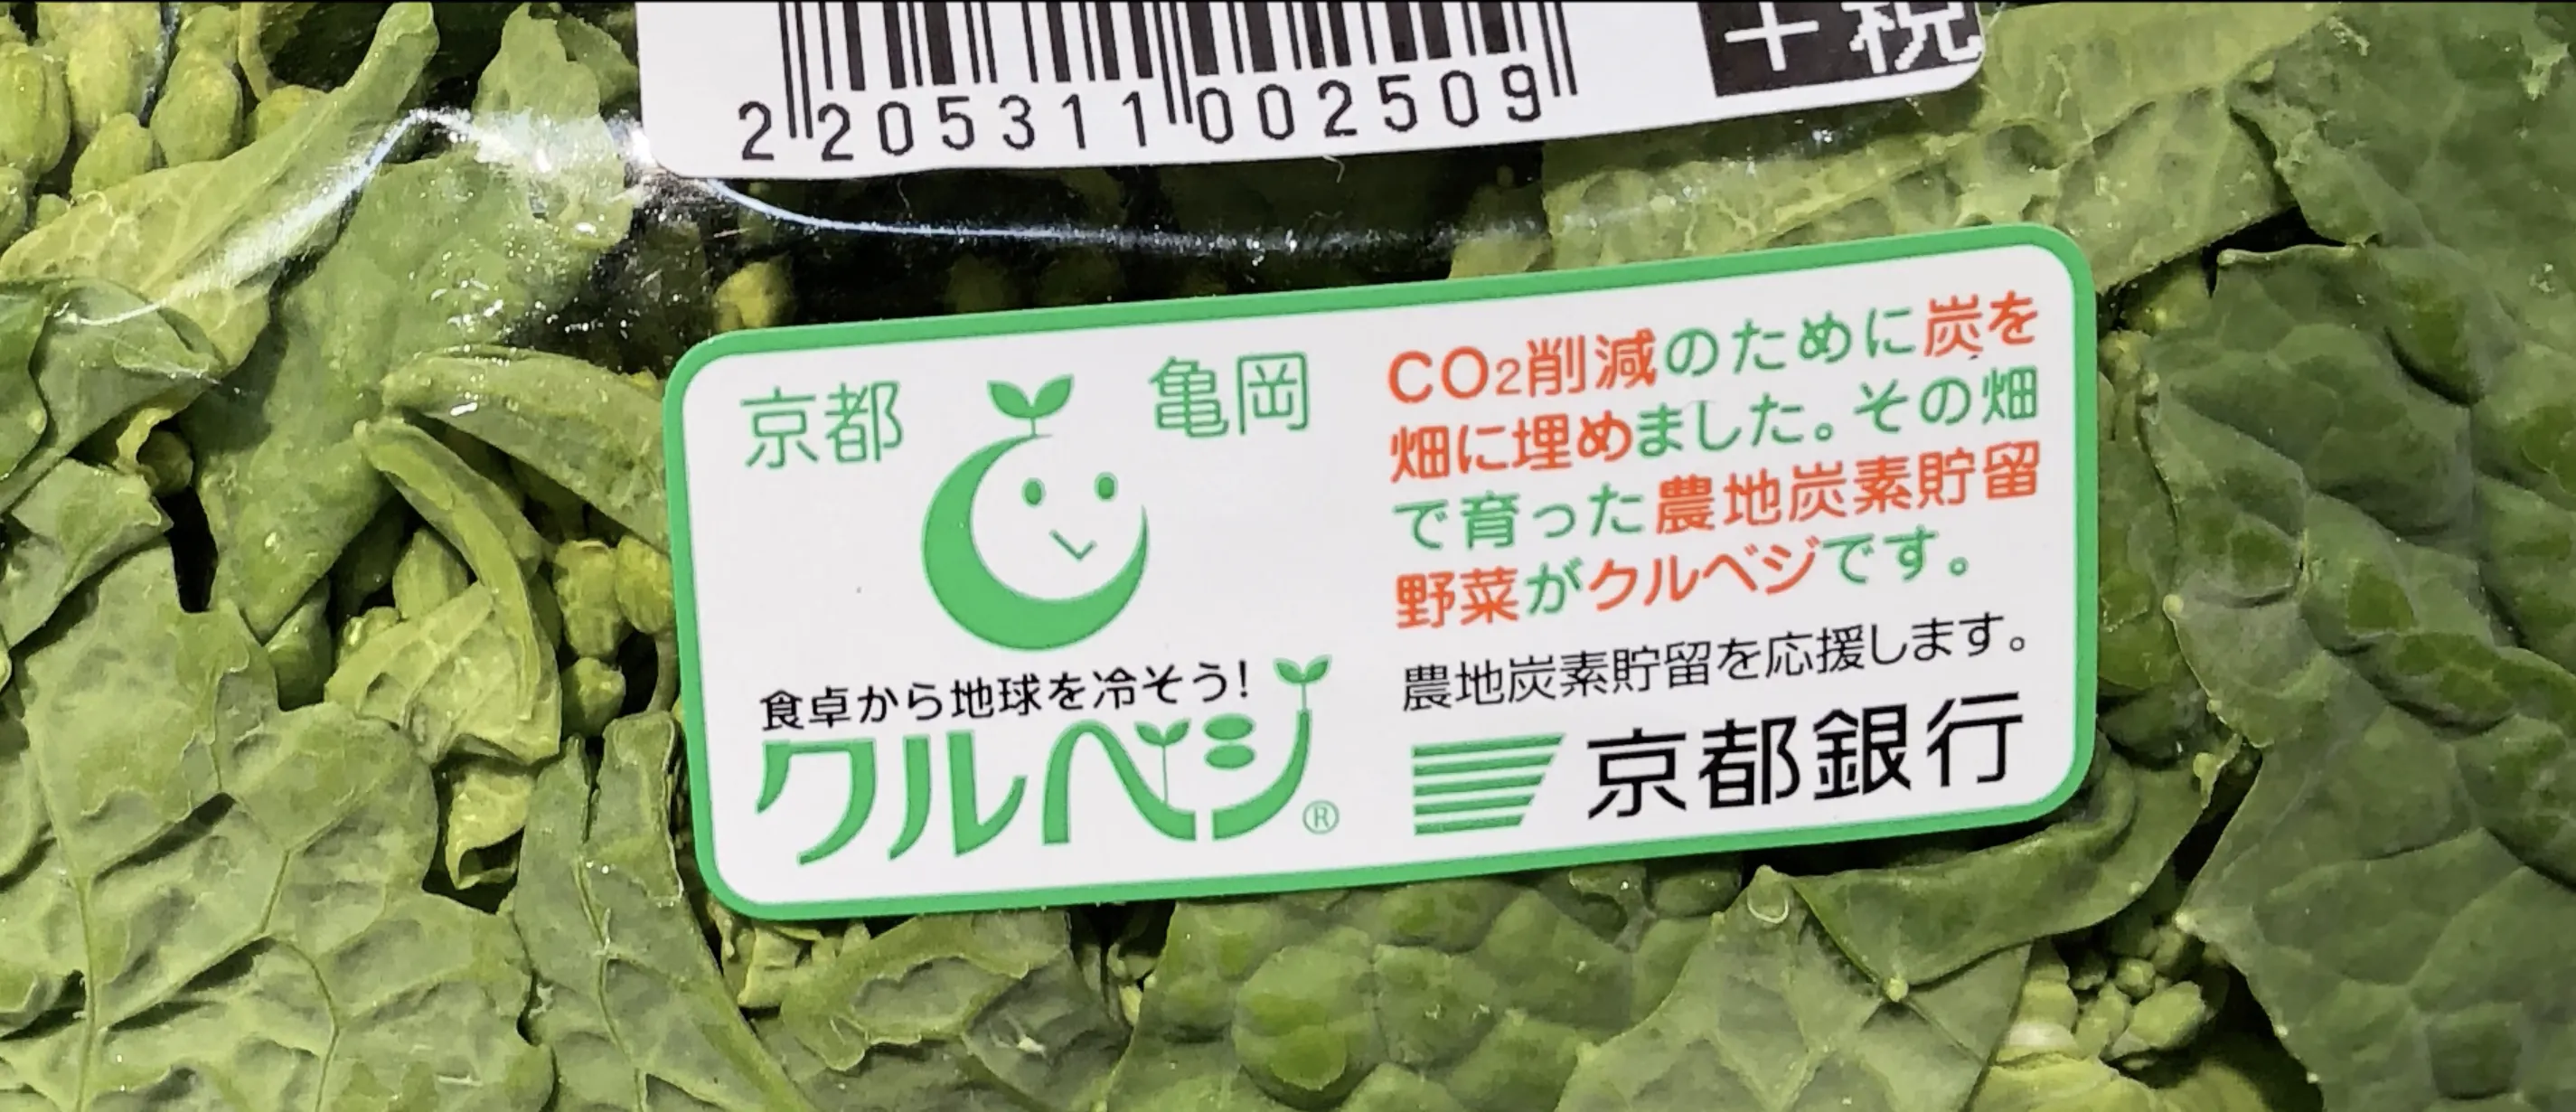 +税
2 205311 002509
京都 亀岡
食卓から地球を冷そう!
クルベジ®
CO2削減のために炭を
畑に埋めました。その畑
で育った農地炭素貯留
野菜がクルベジです。
農地炭素貯留を応援します。
京都銀行